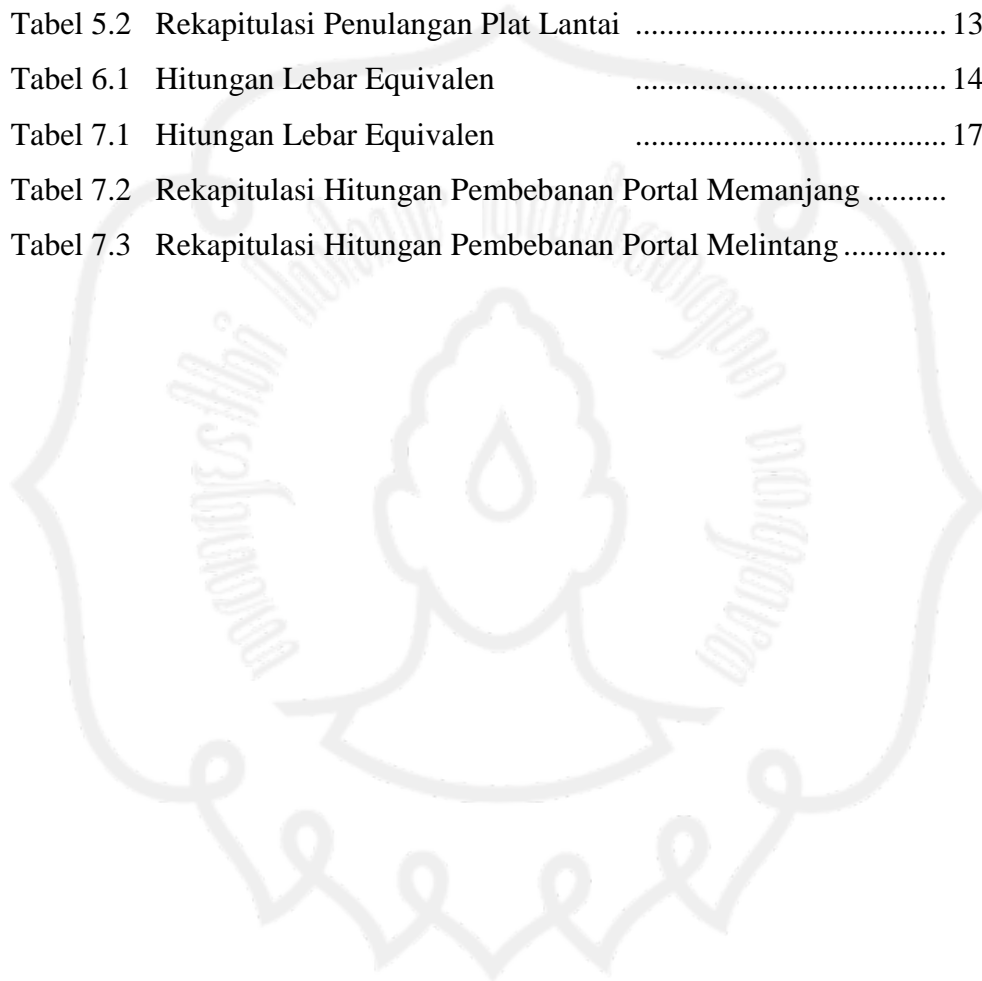 Tabel 5.2 Rekapitulasi Penulangan Plat Lantai ....................................... 13
Tabel 6.1 Hitungan Lebar Equivalen ....................................... 14
Tabel 7.1 Hitungan Lebar Equivalen ....................................... 17
Tabel 7.2 Rekapitulasi Hitungan Pembebanan Portal Memanjang ..........
Tabel 7.3 Rekapitulasi Hitungan Pembebanan Portal Melintang .............